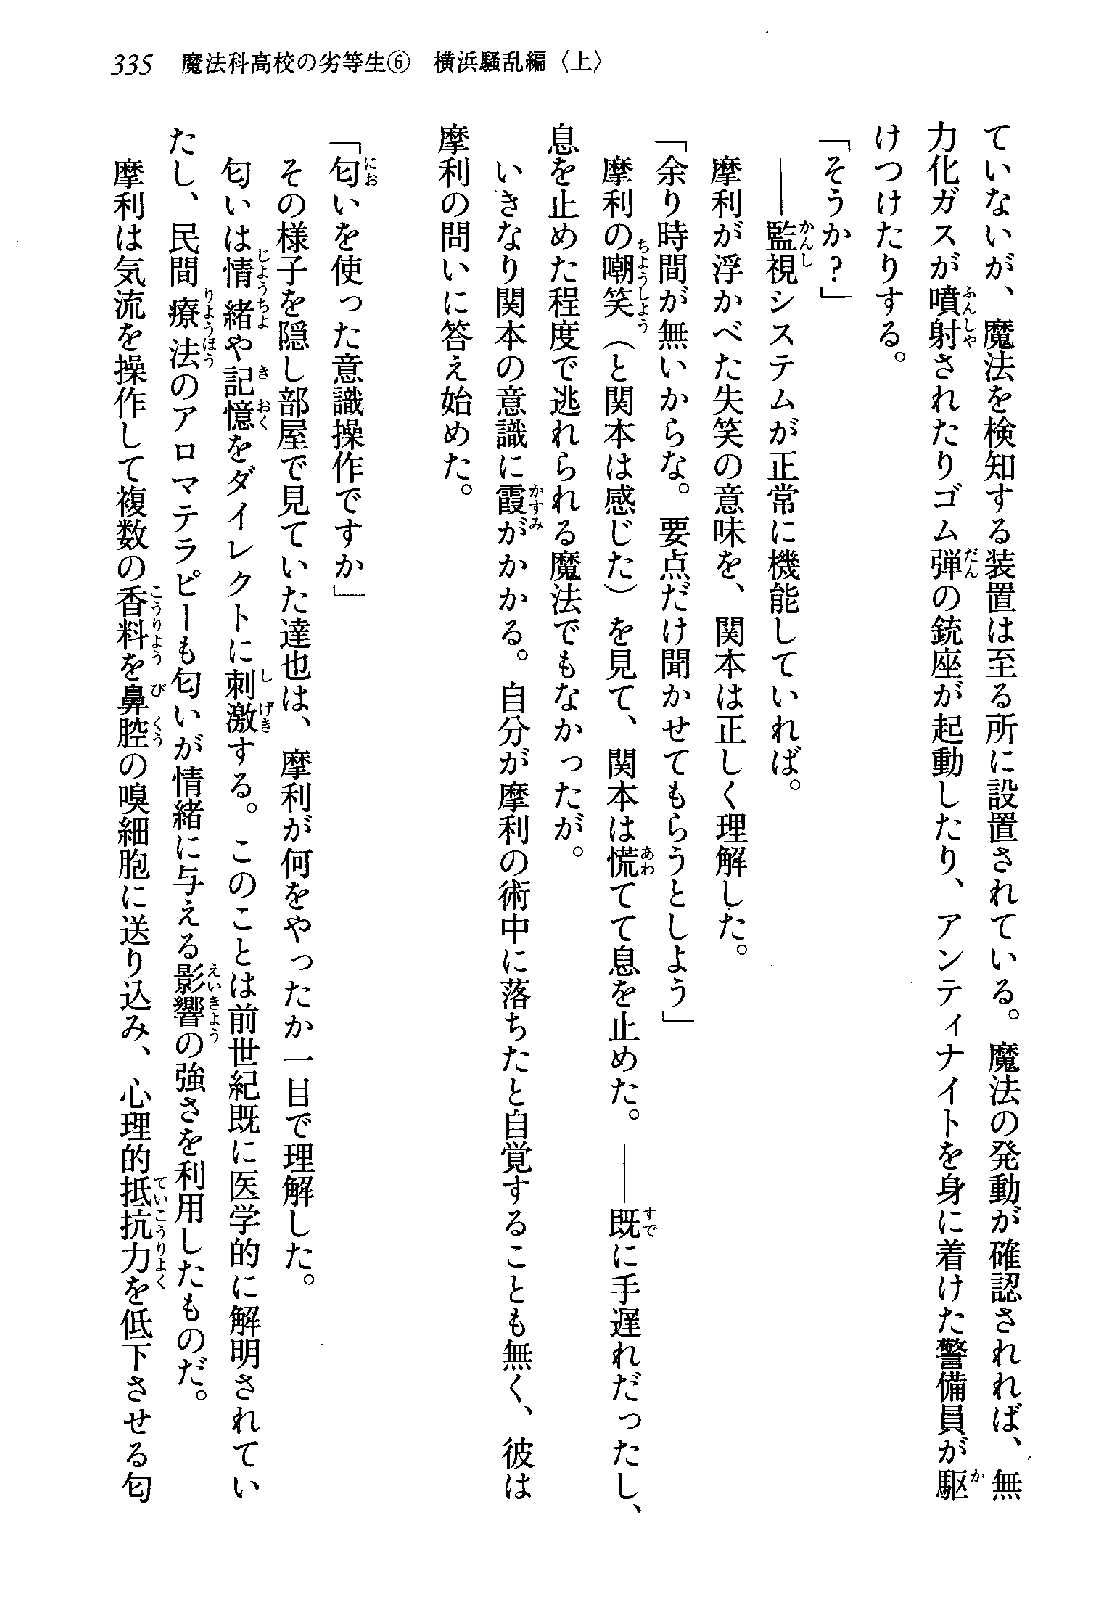 335　魔法科高校の劣等生⑥　横浜騒乱編〈上〉
ていないが、魔法を検知する装置は至る所に設置されている。魔法の発動が確認されれば、無
力化ガスが噴射されたりゴム弾の銃座が起動したり、アンティナイトを身に着けた警備員が駆
けつけたりする。
「そうか？」
　――監視システムが正常に機能していれば。
　摩利が浮かべた失笑の意味を、関本は正しく理解した。
「余り時間が無いからな。要点だけ聞かせてもらうとしよう」
　摩利の嘲笑（と関本は感じた）を見て、関本は慌てて息を止めた。――既に手遅れだったし、
息を止めた程度で逃れられる魔法でもなかったが。
　いきなり関本の意識に霞がかかる。自分が摩利の術中に落ちたと自覚することも無く、彼は
摩利の問いに答え始めた。
「匂いを使った意識操作ですか」
　その様子を隠し部屋で見ていた達也は、摩利が何をやったか一目で理解した。
　匂いは情緒や記憶をダイレクトに刺激する。このことは前世紀既に医学的に解明されてい
たし、民間療法のアロマテラピーも匂いが情緒に与える影響の強さを利用したものだ。
　摩利は気流を操作して複数の香料を鼻腔の嗅細胞に送り込み、心理的抵抗力を低下させる匂